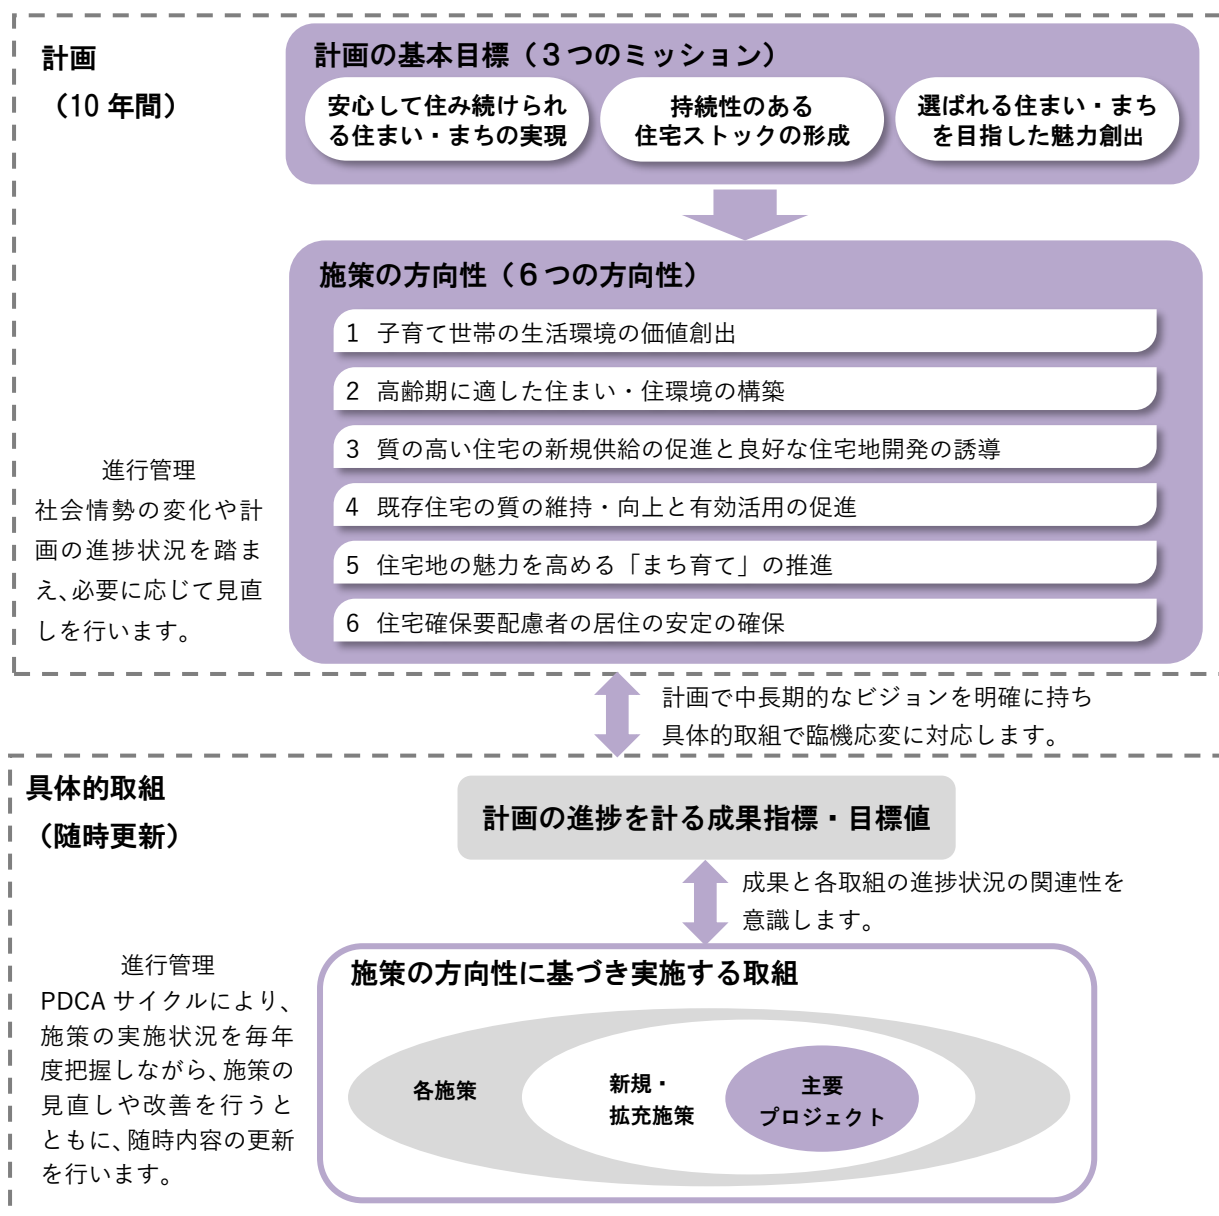 計画
（10 年間）
計画の基本目標（３つのミッション）
安心して住み続けられ
る住まい・まちの実現
持続性のある
住宅ストックの形成
選ばれる住まい・まち
を目指した魅力創出
施策の方向性（６つの方向性）
1 子育て世帯の生活環境の価値創出
2 高齢期に適した住まい・住環境の構築
3 質の高い住宅の新規供給の促進と良好な住宅地開発の誘導
4 既存住宅の質の維持・向上と有効活用の促進
5 住宅地の魅力を高める「まち育て」の推進
6 住宅確保要配慮者の居住の安定の確保
進行管理
社会情勢の変化や計
画の進捗状況を踏ま
え、必要に応じて見直
しを行います。
計画で中長期的なビジョンを明確に持ち
具体的取組で臨機応変に対応します。
具体的取組
（随時更新）
計画の進捗を計る成果指標・目標値
成果と各取組の進捗状況の関連性を
意識します。
進行管理
PDCA サイクルにより、
施策の実施状況を毎年
度把握しながら、施策の
見直しや改善を行うと
ともに、随時内容の更新
を行います。
施策の方向性に基づき実施する取組
各施策
新規・
拡充施策
主要
プロジェクト